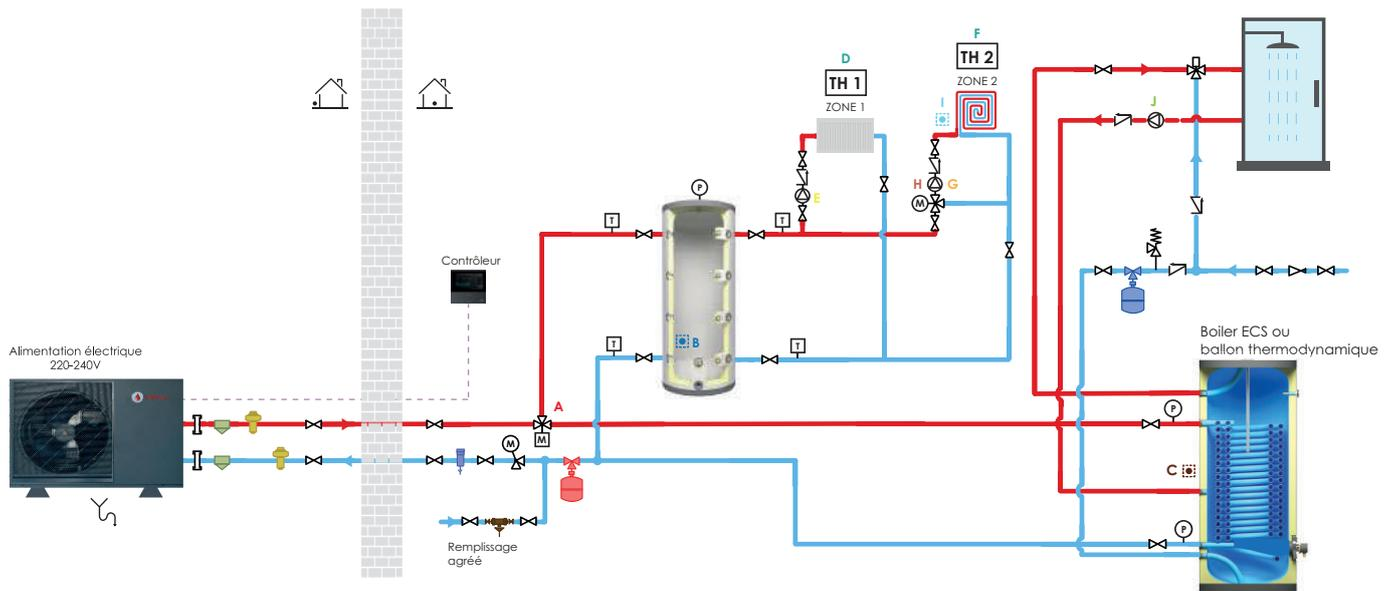 D
TH 1
ZONE 1
F
TH 2
ZONE 2
I
J
H
G
M
E
P
T
T
Contrôleur
T
T
B
Alimentation électrique
220-240V
Boiler ECS ou
ballon thermodynamique
A
M
P
M
C
P
Remplissage
agréé